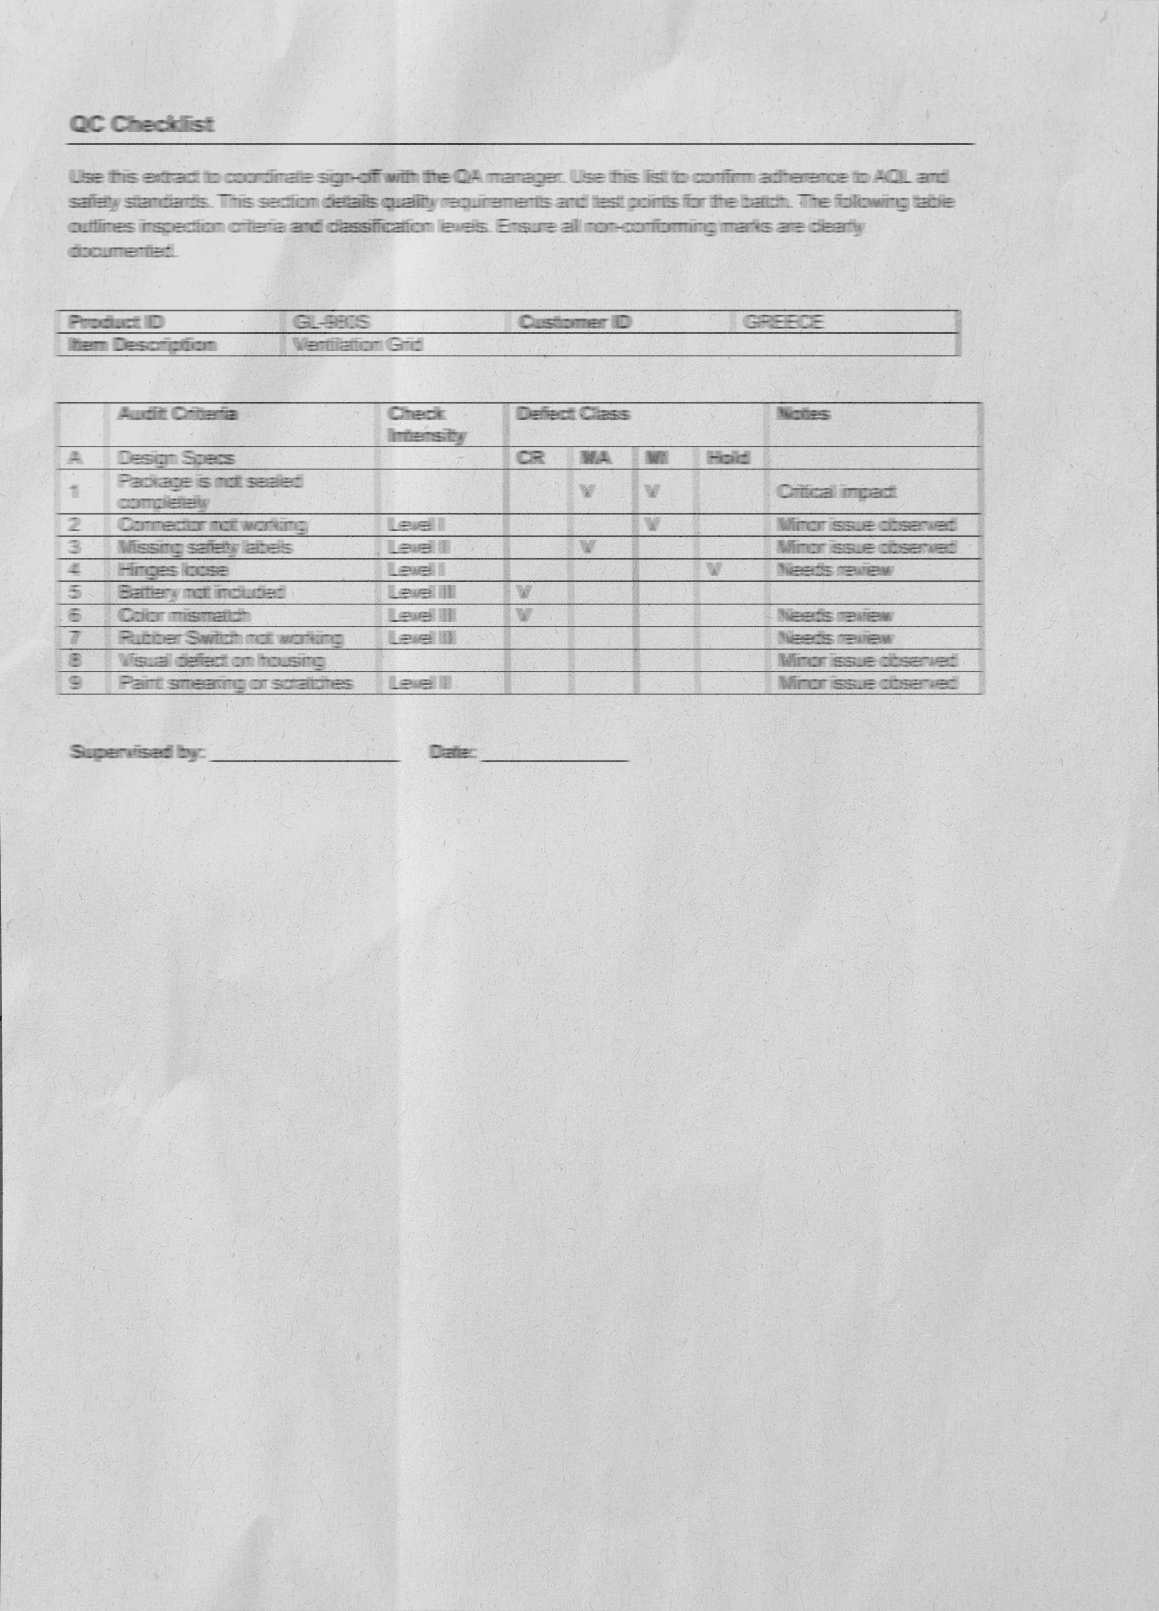 QC Checklist
Use this extract to coordinate sign-off with the QA manager. Use this list to confirm adherence to AQL and
safety standards. This section details quality requirements and test points for the batch. The following table
outlines inspection criteria and classification levels. Ensure all non-conforming marks are clearly
documented.
Product ID GL-980S Customer ID GREECE
Item Description Ventilation Grid
Audit Criteria Check Intensity Defect Class Notes
A Design Specs CR MA MI Hold
1 Package is not sealed completely V V Critical impact
2 Connector not working Level I V Minor issue observed
3 Missing safety labels Level II V Minor issue observed
4 Hinges loose Level I V Needs review
5 Battery not included Level III V
6 Color mismatch Level III V Needs review
7 Rubber Switch not working Level III Needs review
8 Visual defect on housing Minor issue observed
9 Paint smearing or scratches Level II Minor issue observed
Supervised by: Date: